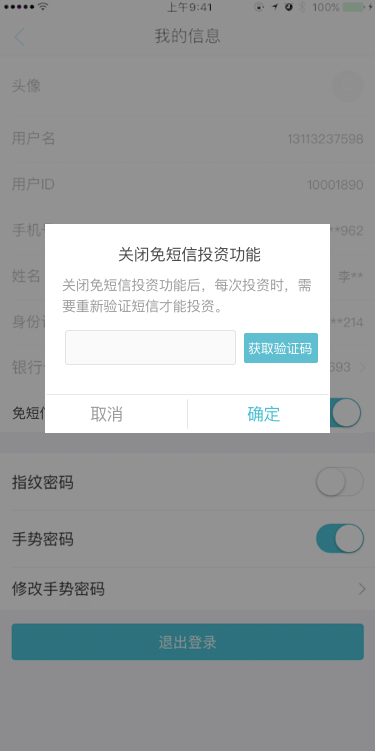 上午9:41
100%
我的信息
头像
用户名 13113237598
用户ID 10001890
手机 **962
姓名 李**
身份 **214
银行 693
免短
关闭免短信投资功能
关闭免短信投资功能后，每次投资时，需
要重新验证短信才能投资。
获取验证码
取消 确定
指纹密码
手势密码
修改手势密码
退出登录